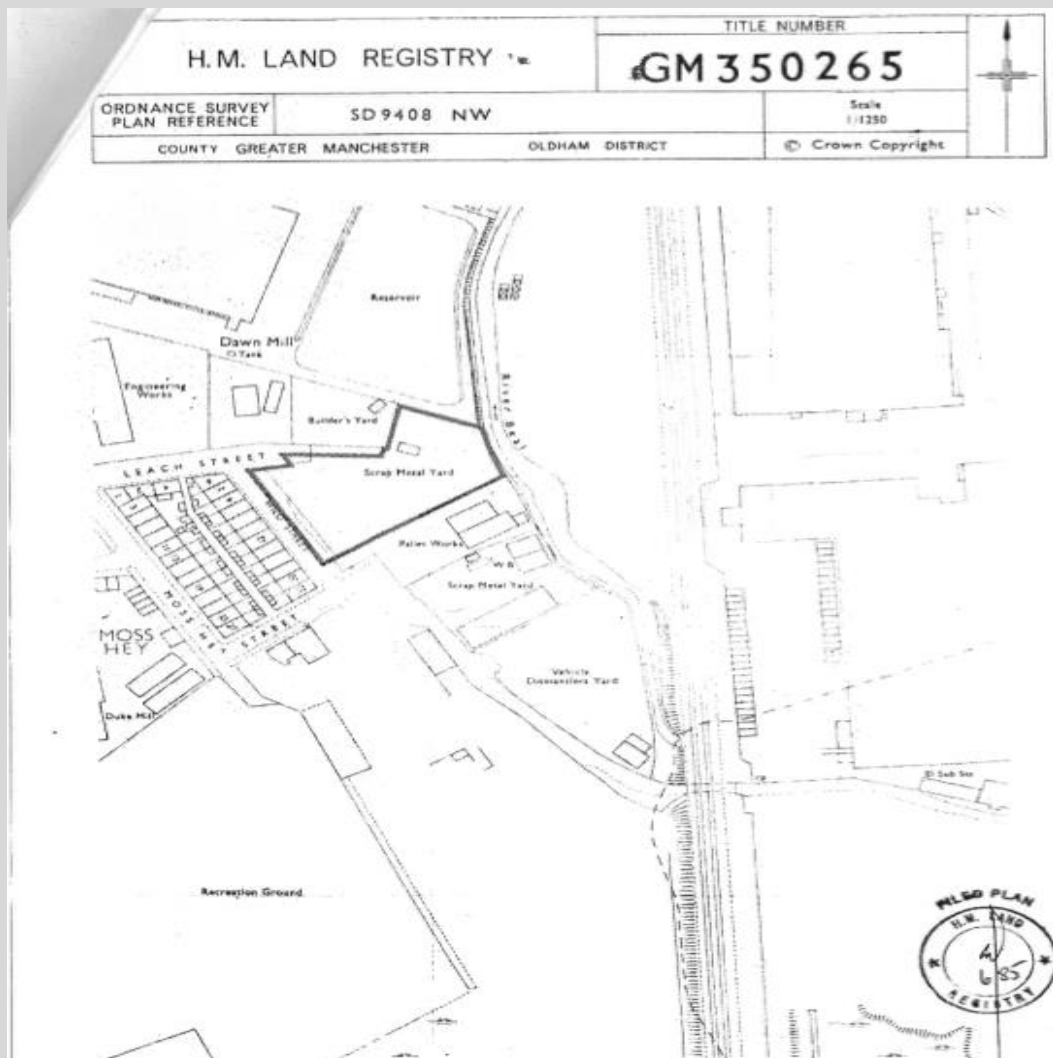 TITLE NUMBER
H.M. LAND REGISTRY
GM350265
ORDNANCE SURVEY
PLAN REFERENCE
SD 9408 NW
Scale
1/1250
COUNTY GREATER MANCHESTER
OLDHAM DISTRICT
© Crown Copyright
Reservoir
Dawn Mill
Tank
Engineering
Works
River Beal
Builder's Yard
LEACH STREET
Scrap Metal Yard
Pallet Works
W B
Scrap Metal Yard
MOSS HEY STREET
MOSS
HEY
Vehicle
Dismantlers Yard
Duke Mill
El Sub Sta
Recreation Ground
FILED PLAN
H.M. LAND
REGISTRY
6 85